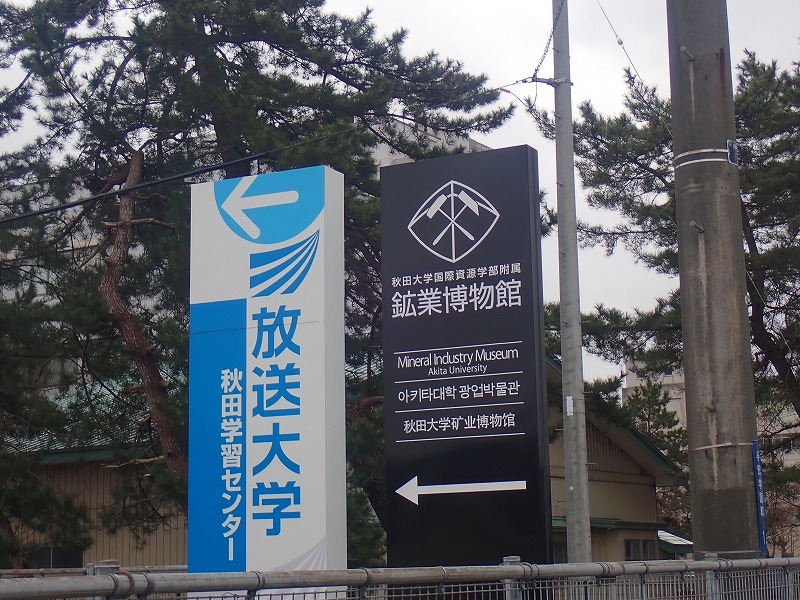 放送大学
秋田学習センター
秋田大学国際資源学部附属
鉱業博物館
Mineral Industry Museum
Akita University
아키타대학 광업박물관
秋田大学矿业博物馆